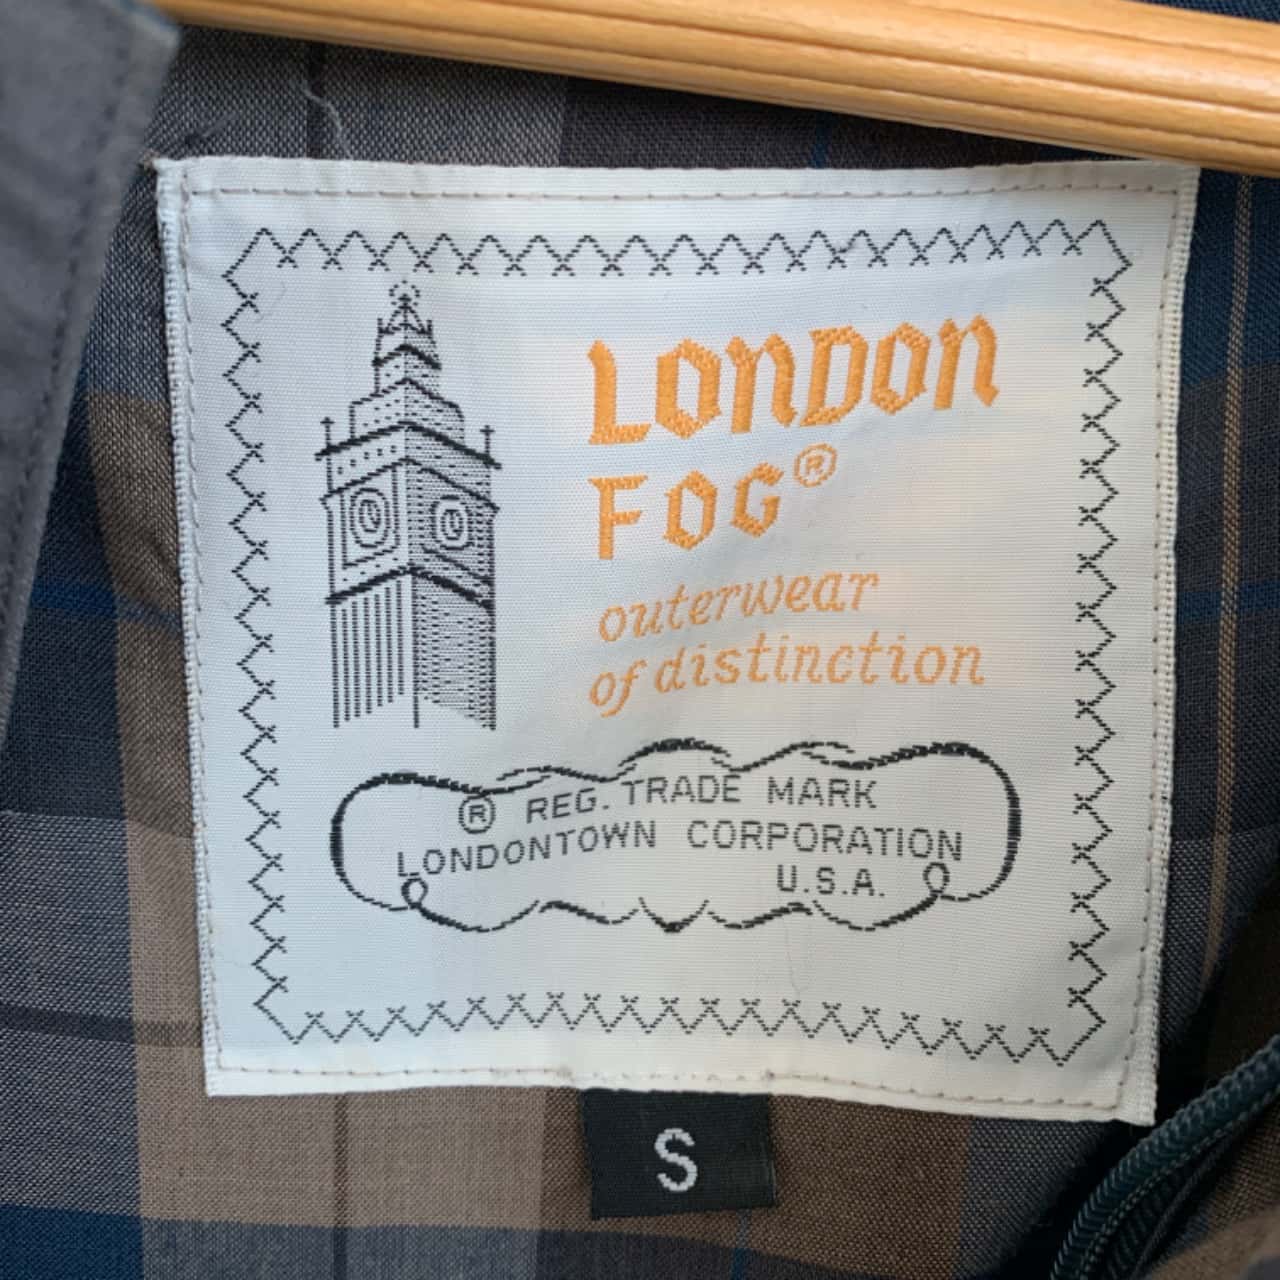 LONDON
FOG®
outerwear
of distinction
® REG. TRADE MARK
LONDONTOWN CORPORATION
U.S.A.
S